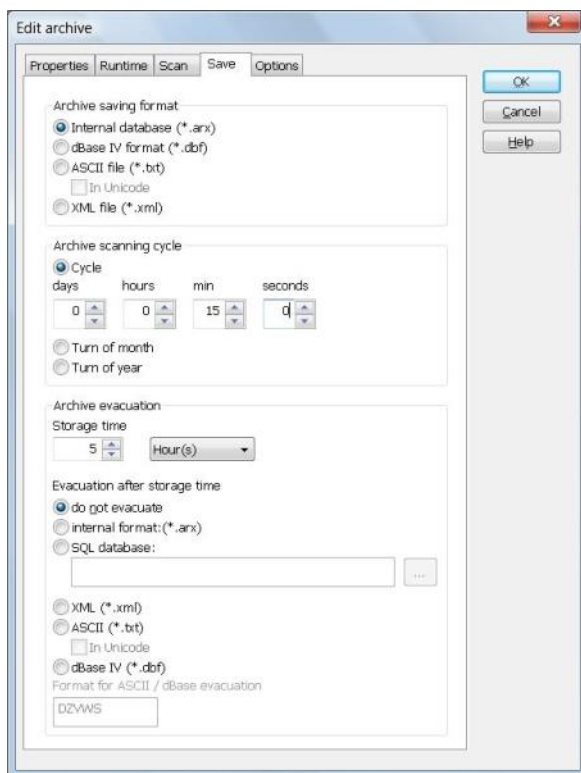 Edit archive
Properties Runtime Scan Save Options
OK
Cancel
Help
Archive saving format
Internal database (*.arx)
dBase IV format (*.dbf)
ASCII file (*.txt)
In Unicode
XML file (*.xml)
Archive scanning cycle
Cycle
days hours min seconds
0 0 15 0
Turn of month
Turn of year
Archive evacuation
Storage time
5 Hour(s)
Evacuation after storage time
do not evacuate
internal format:(*.arx)
SQL database:
...
XML (*.xml)
ASCII (*.txt)
In Unicode
dBase IV (*.dbf)
Format for ASCII / dBase evacuation
DZVWS